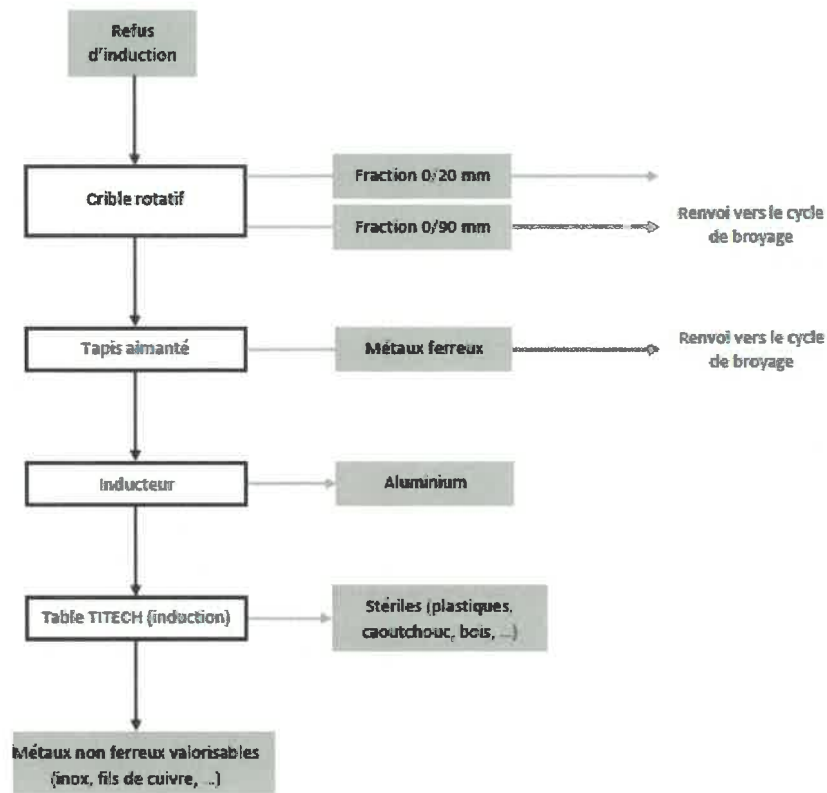 Refus
d'induction
Crible rotatif
Fraction 0/20 mm
Fraction 0/90 mm
Renvoi vers le cycle
de broyage
Tapis aimanté
Métaux ferreux
Renvoi vers le cycle
de broyage
Inducteur
Aluminium
Table TITECH (induction)
Stériles (plastiques,
caoutchouc, bois, ...)
Métaux non ferreux valorisables
(inox, fils de cuivre, ...)